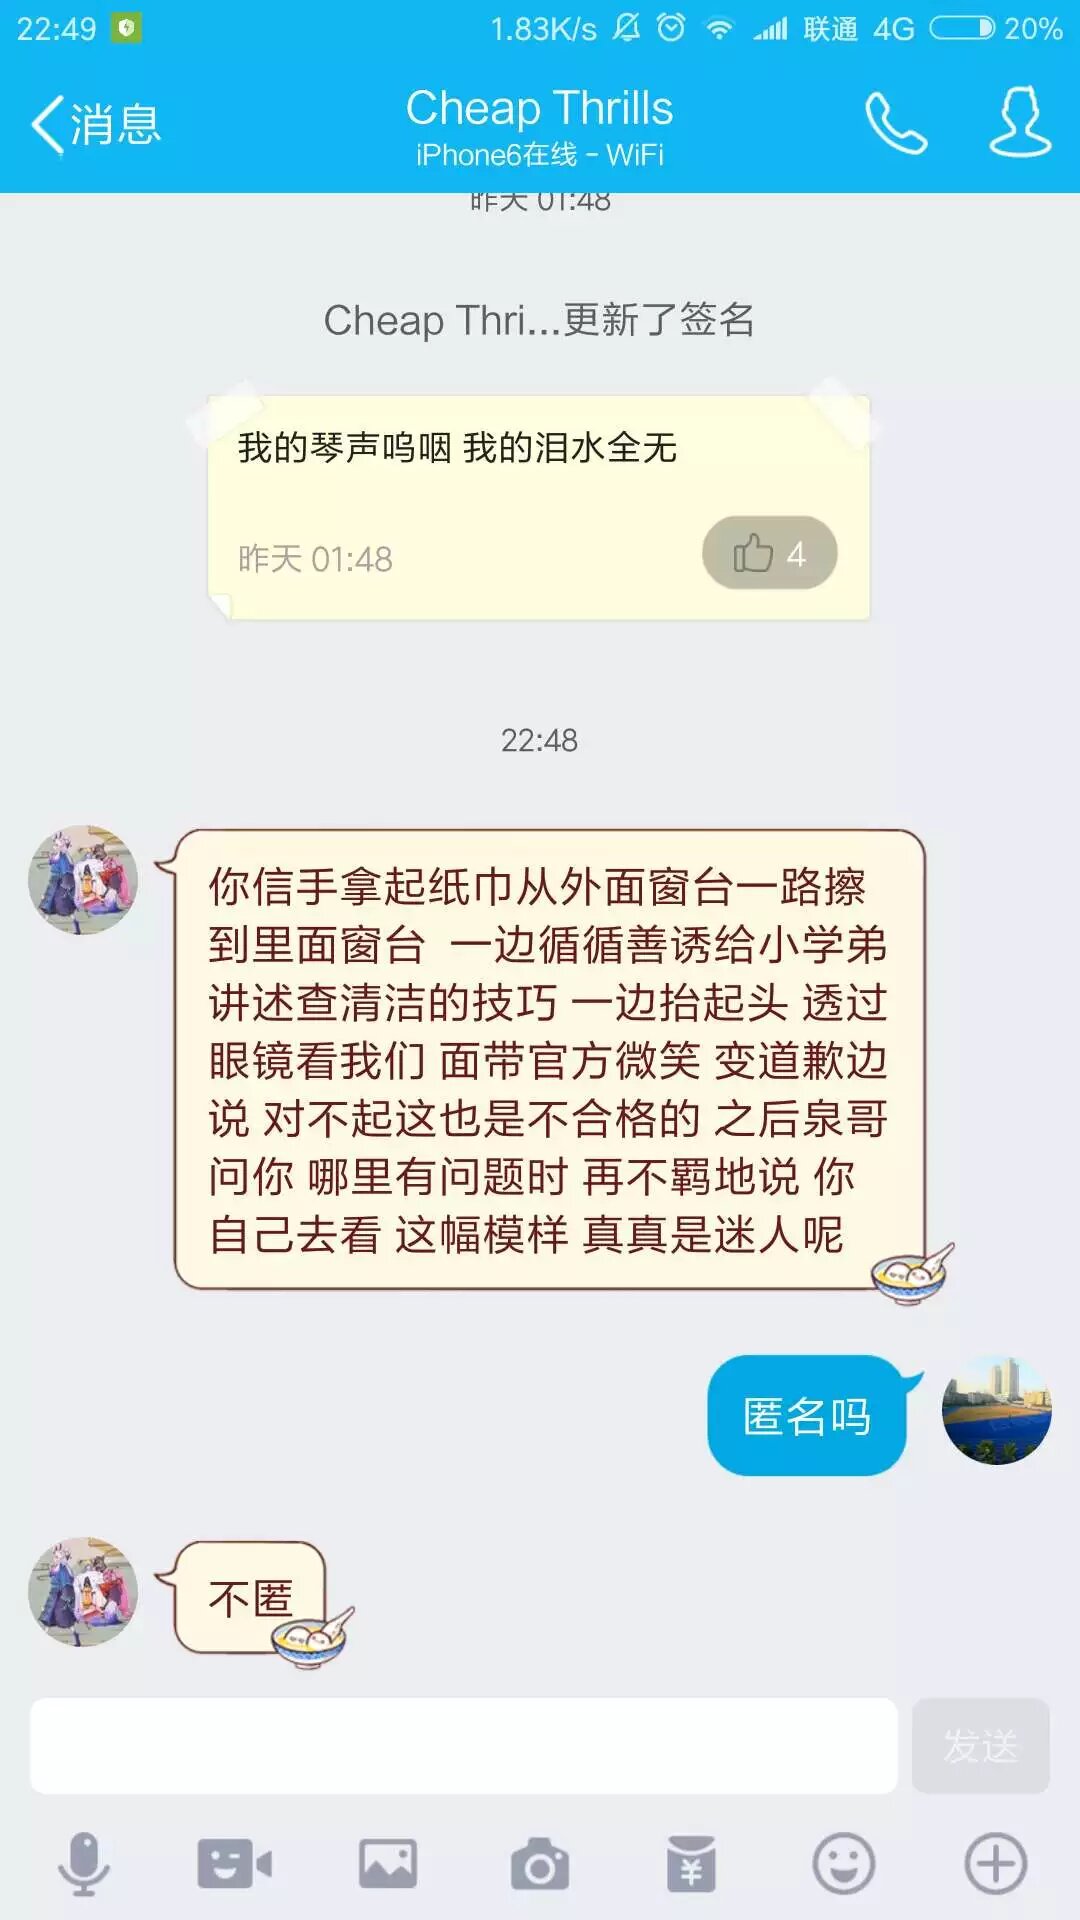 22:49 1.83K/s 联通 4G 20%
消息
Cheap Thrills
iPhone6在线 - WiFi
昨天 01:48
Cheap Thri...更新了签名
我的琴声呜咽 我的泪水全无
昨天 01:48
4
22:48
你信手拿起纸巾从外面窗台一路擦
到里面窗台 一边循循善诱给小学弟
讲述查清洁的技巧 一边抬起头 透过
眼镜看我们 面带官方微笑 变道歉边
说 对不起这也是不合格的 之后泉哥
问你 哪里有问题时 再不羁地说 你
自己去看 这幅模样 真真是迷人呢
匿名吗
不匿
发送